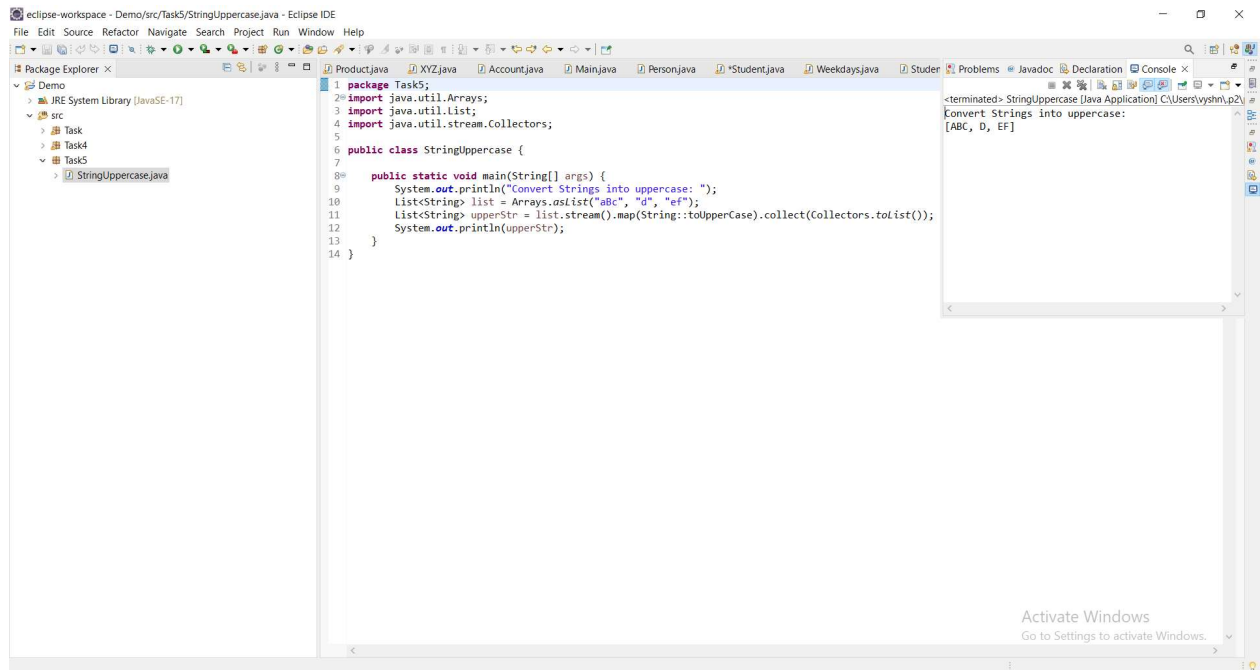 eclipse-workspace - Demo/src/Task5/StringUppercase.java - Eclipse IDE
File Edit Source Refactor Navigate Search Project Run Window Help
Package Explorer
Demo
JRE System Library [JavaSE-17]
src
Task
Task4
Task5
StringUppercase.java
Product.java XYZ.java Account.java Main.java Person.java *Student.java Weekdays.java Studen
1 package Task5;
2 import java.util.Arrays;
3 import java.util.List;
4 import java.util.stream.Collectors;
5
6 public class StringUppercase {
7
8 public static void main(String[] args) {
9 System.out.println("Convert Strings into uppercase: ");
10 List<String> list = Arrays.asList("aBc", "d", "ef");
11 List<String> upperStr = list.stream().map(String::toUpperCase).collect(Collectors.toList());
12 System.out.println(upperStr);
13 }
14 }
Problems Javadoc Declaration Console
<terminated> StringUppercase [Java Application] C:\Users\vyshn\.p2\
Convert Strings into uppercase:
[ABC, D, EF]
Activate Windows
Go to Settings to activate Windows.